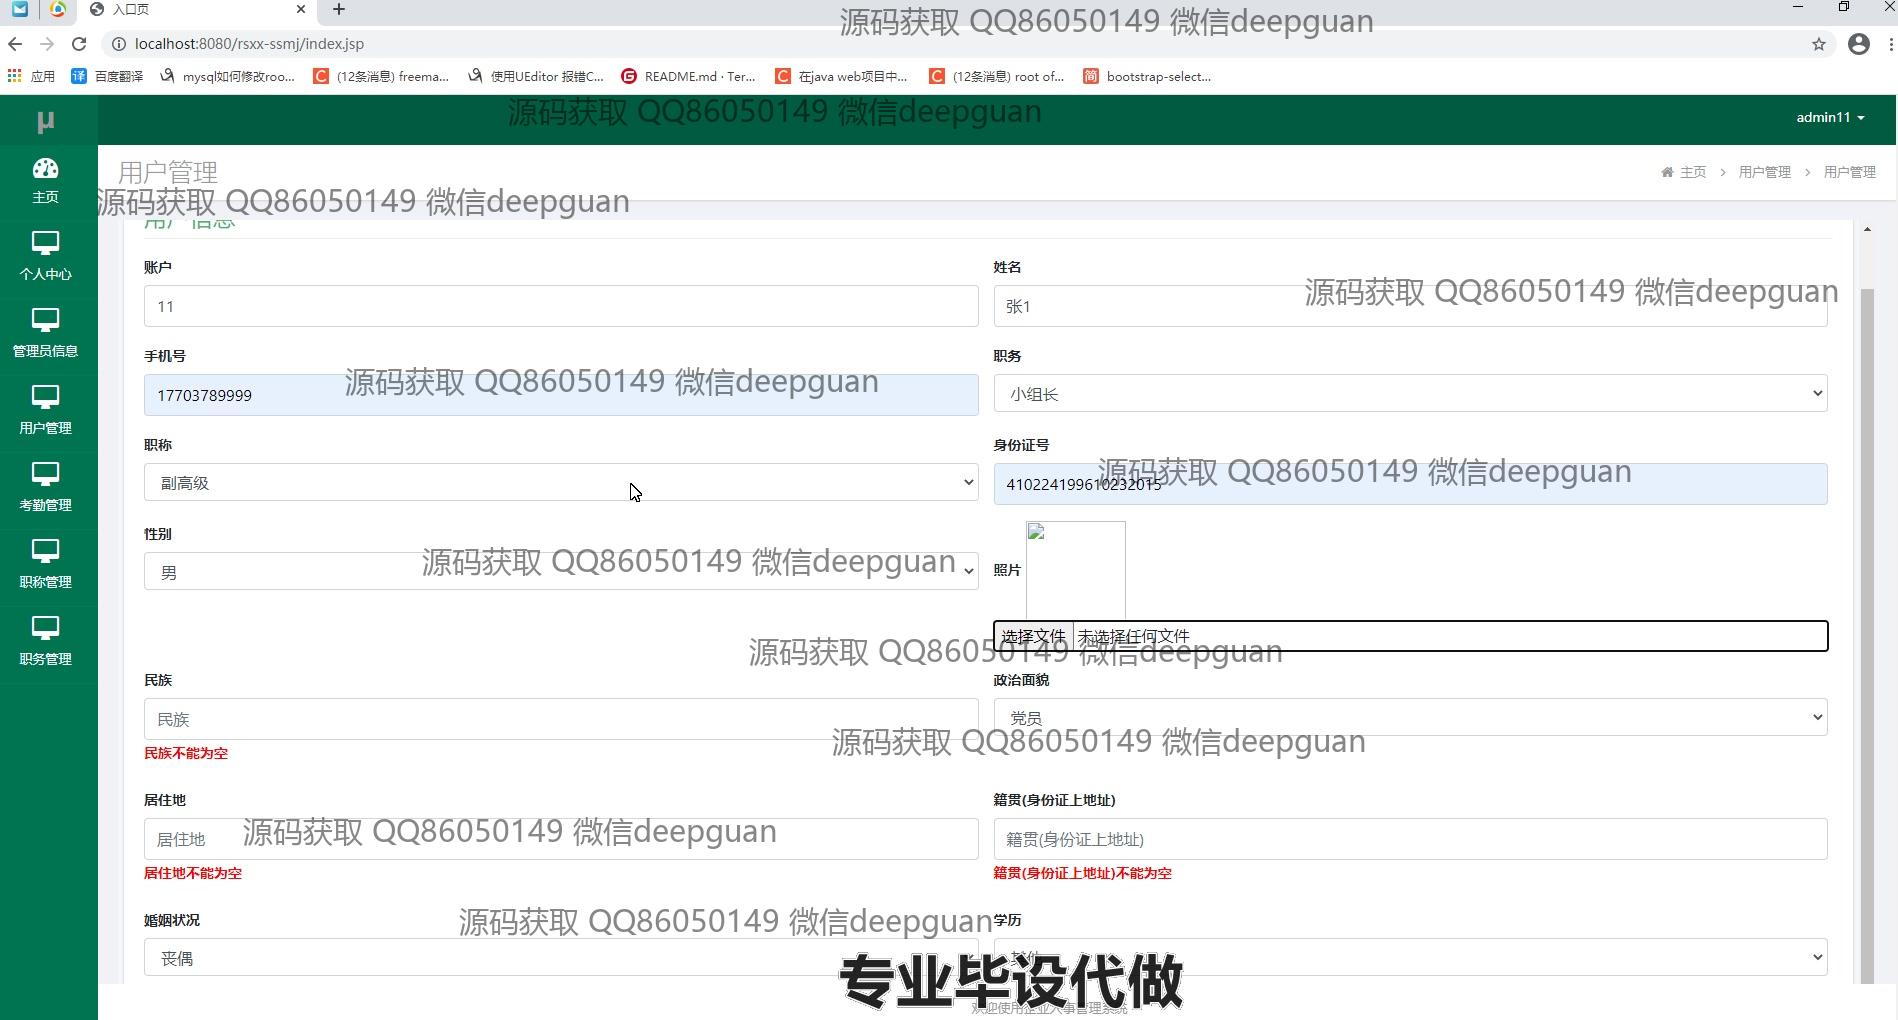 入口页
源码获取 QQ86050149 微信deepguan
localhost:8080/rsxx-ssmj/index.jsp
应用
百度翻译
mysql如何修改roo...
(12条消息) freema...
使用UEditor 报错C...
README.md · Ter...
在java web项目中...
(12条消息) root of...
bootstrap-select...
μ
源码获取 QQ86050149 微信deepguan
admin11
主页
用户管理
主页 > 用户管理 > 用户管理
源码获取 QQ86050149 微信deepguan
用户信息
个人中心
账户
姓名
11
张1
源码获取 QQ86050149 微信deepguan
管理员信息
手机号
职务
17703789999
源码获取 QQ86050149 微信deepguan
小组长
用户管理
职称
身份证号
副高级
410224199610232015
源码获取 QQ86050149 微信deepguan
考勤管理
性别
男
源码获取 QQ86050149 微信deepguan
照片
职称管理
选择文件 未选择任何文件
源码获取 QQ86050149 微信deepguan
职务管理
民族
政治面貌
民族
党员
民族不能为空
源码获取 QQ86050149 微信deepguan
居住地
籍贯(身份证上地址)
居住地
源码获取 QQ86050149 微信deepguan
籍贯(身份证上地址)
居住地不能为空
籍贯(身份证上地址)不能为空
婚姻状况
源码获取 QQ86050149 微信deepguan
学历
丧偶
其他
专业毕设代做
欢迎使用企业人事管理系统